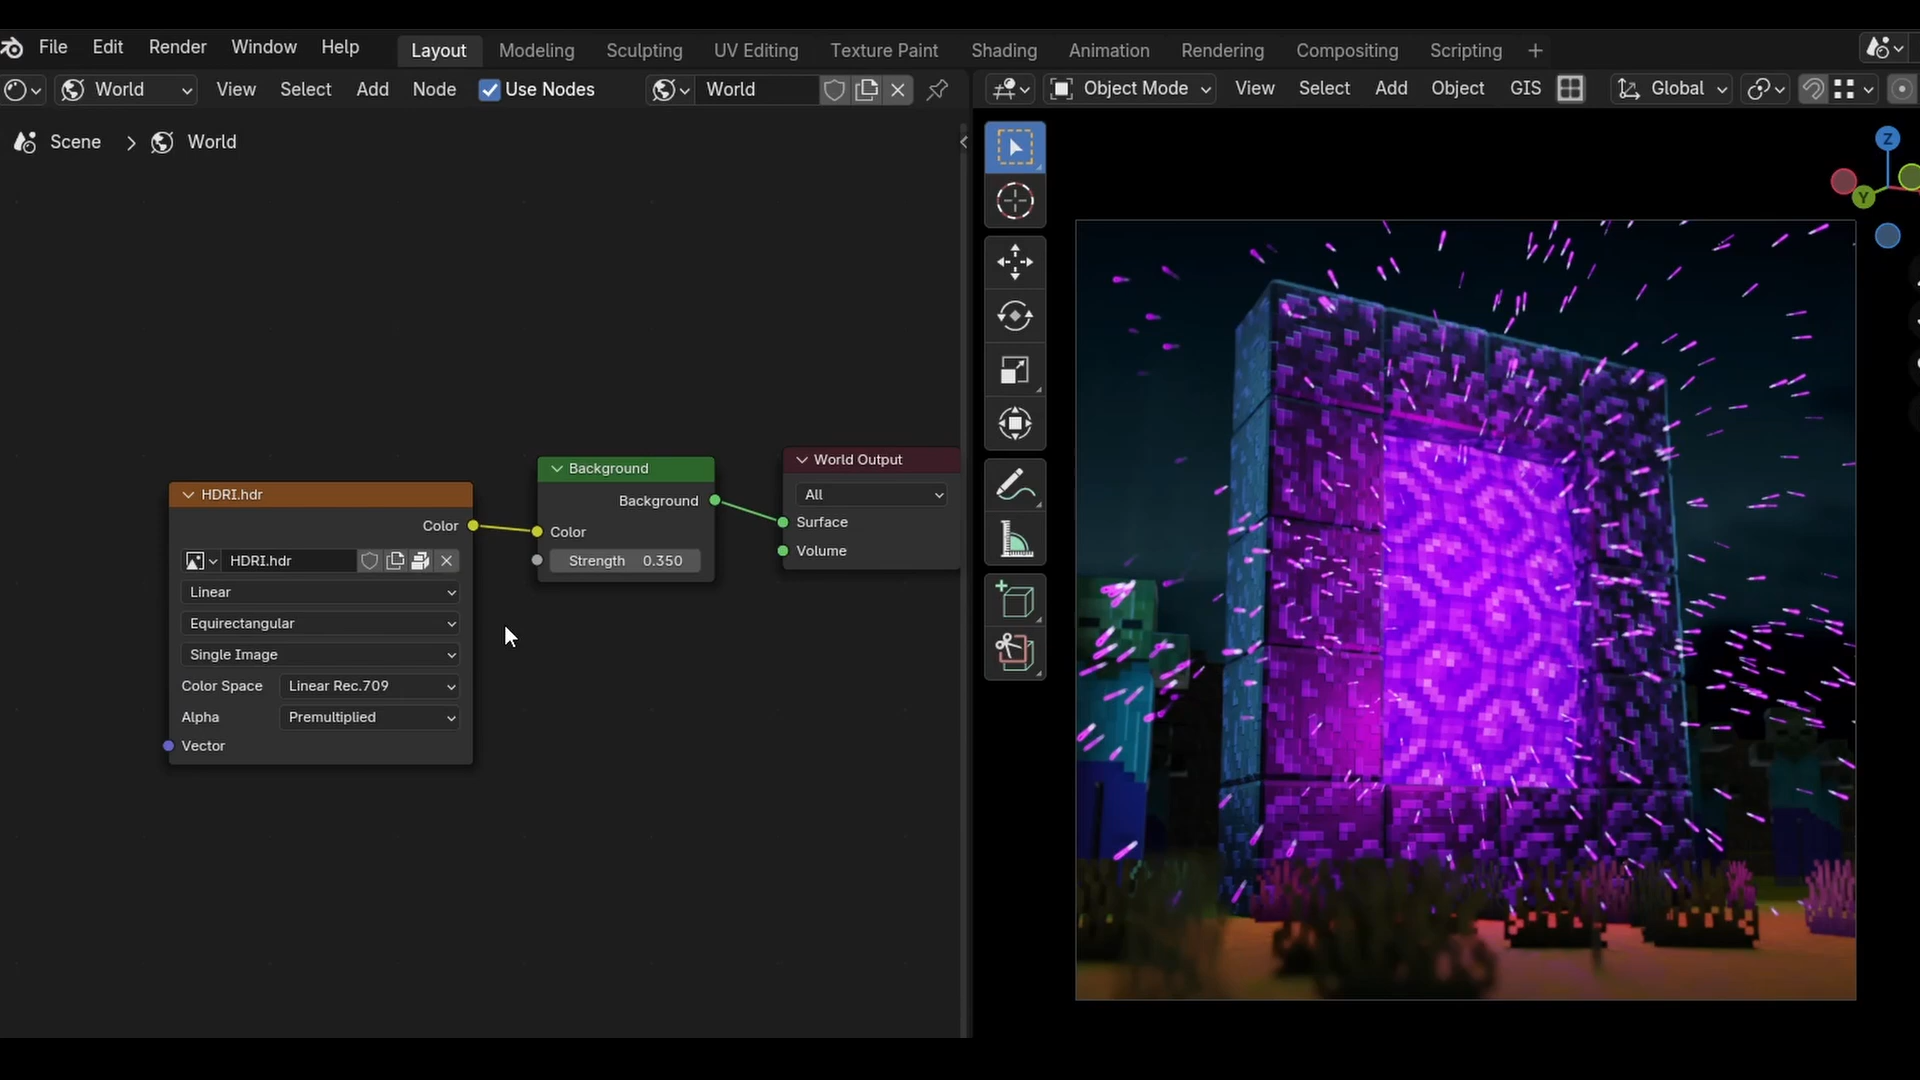 File Edit Render Window Help Layout Modeling Sculpting UV Editing Texture Paint Shading Animation Rendering Compositing Scripting +
World View Select Add Node Use Nodes World Object Mode View Select Add Object GIS Global
Scene > World
Z
Y
HDRI.hdr
Color
HDRI.hdr
Linear
Equirectangular
Single Image
Color Space Linear Rec.709
Alpha Premultiplied
Vector
Background
Background
Color
Strength 0.350
World Output
All
Surface
Volume